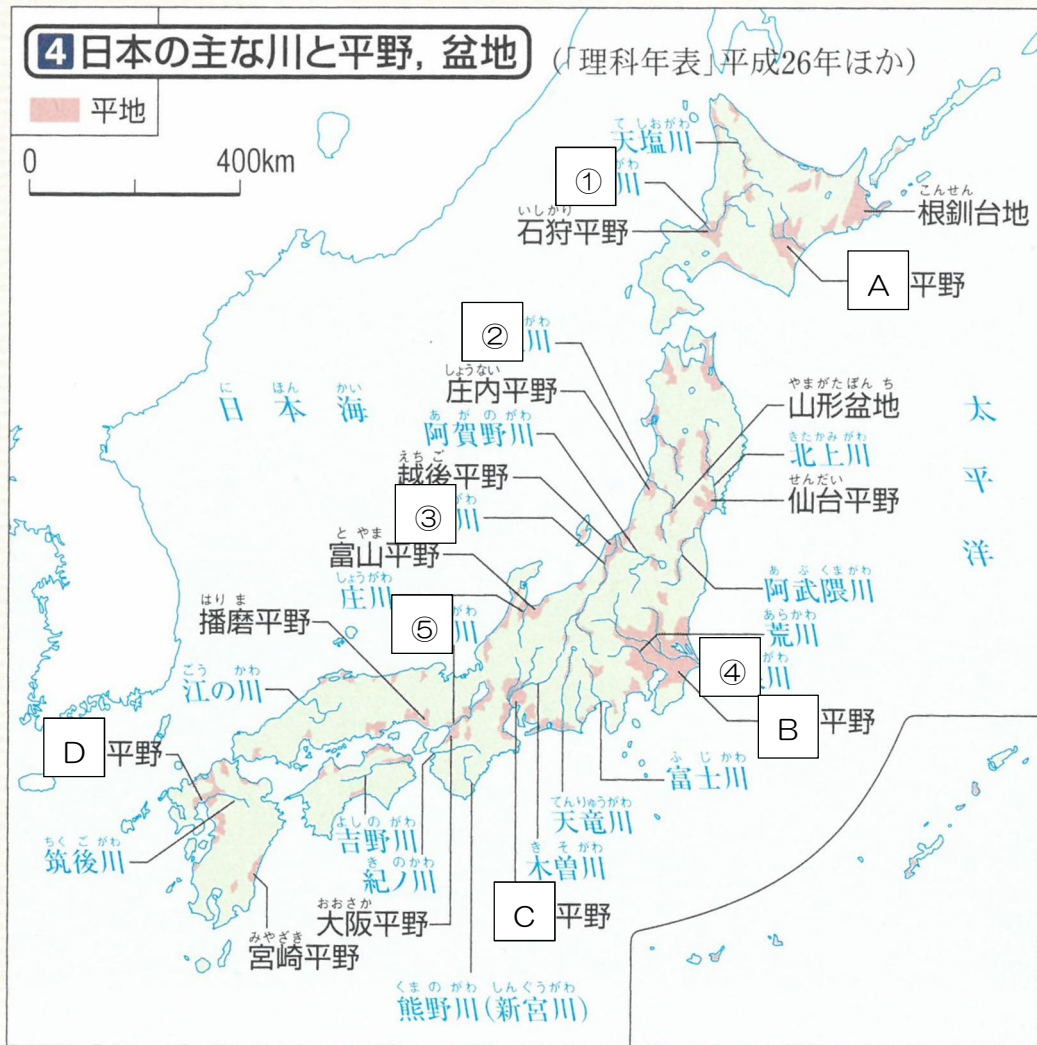 4 日本の主な川と平野, 盆地
(「理科年表」平成26年ほか)
平地
0 400km
てしおがわ
天塩川
① がわ
川
いしかり
石狩平野
こんせん
根釧台地
A 平野
② がわ
川
しょうない
庄内平野
やまがたぼんち
山形盆地
にほんかい
日本海
太平洋
あがのがわ
阿賀野川
きたかみがわ
北上川
えちご
越後平野
せんだい
仙台平野
③ がわ
川
とやま
富山平野
しょうがわ
庄川
あぶくまがわ
阿武隈川
はりま
播磨平野
⑤ がわ
川
あらかわ
荒川
④ がわ
川
ごうかわ
江の川
B 平野
D 平野
ふじかわ
富士川
てんりゅうがわ
天竜川
ちくごがわ
筑後川
よしのがわ
吉野川
きのかわ
紀ノ川
きそがわ
木曽川
おおさか
大阪平野
C 平野
みやざき
宮崎平野
くまのがわ しんぐうがわ
熊野川(新宮川)